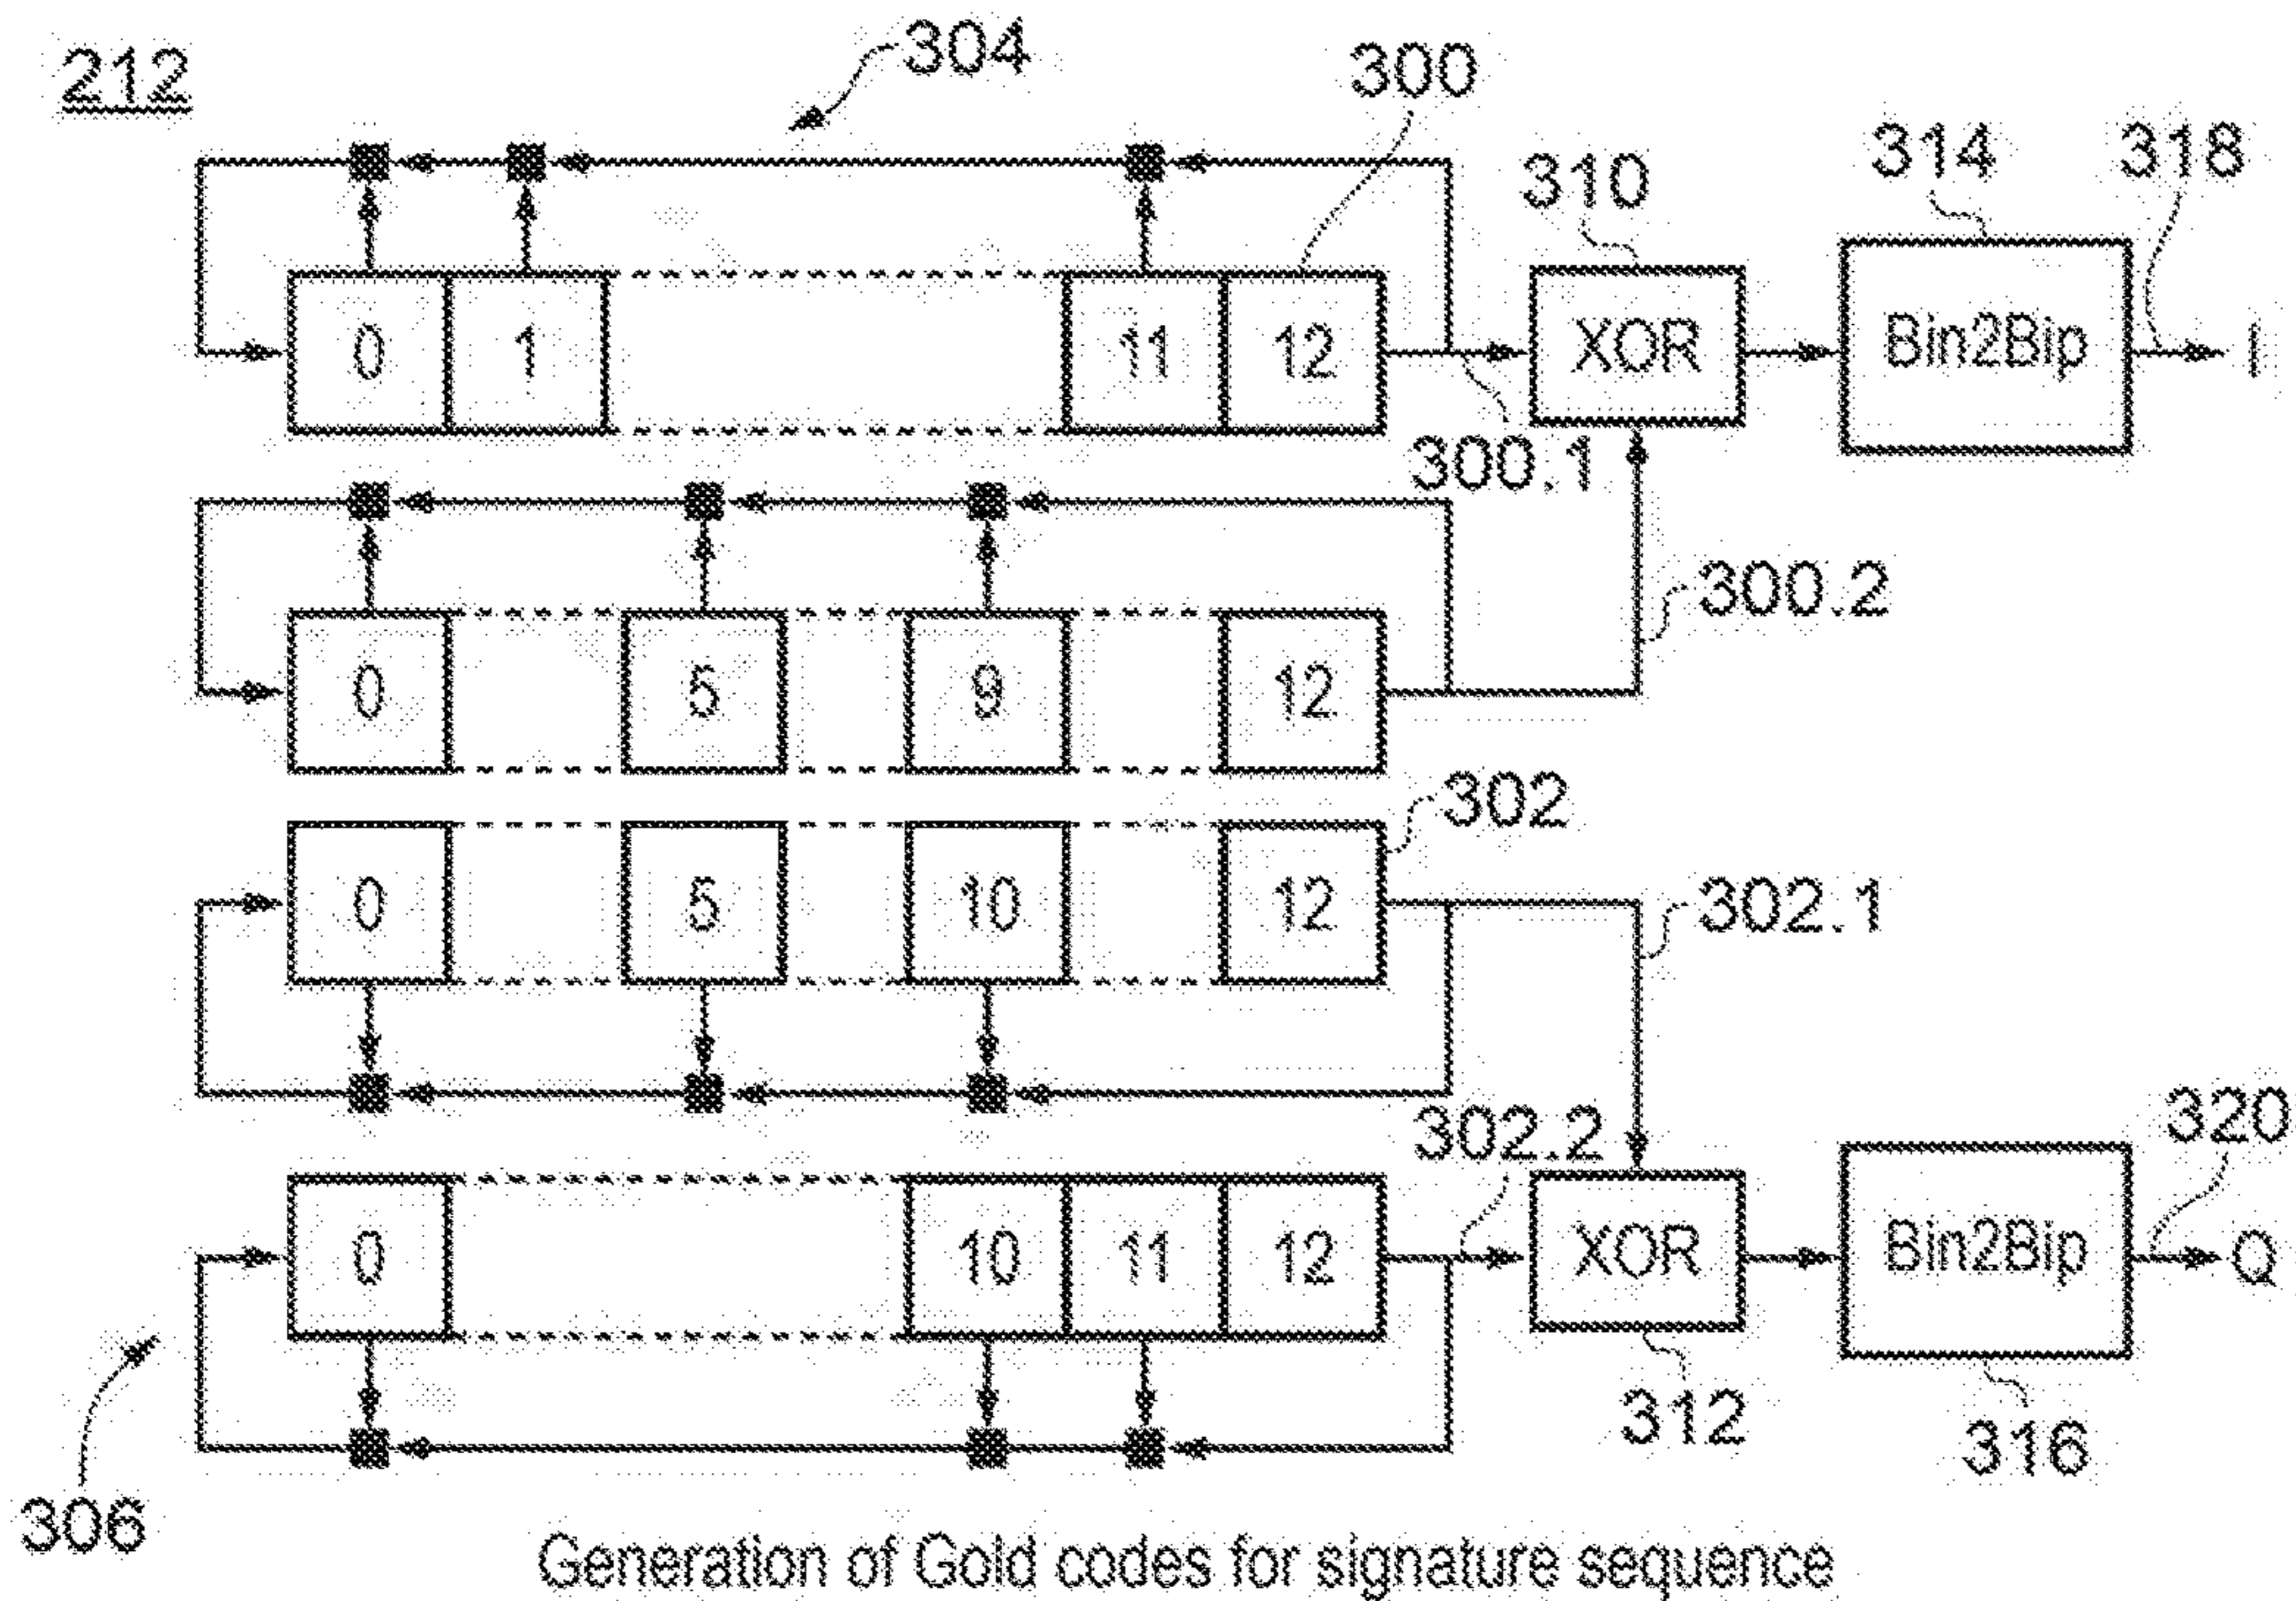 212
304
300
310
314
318
0 1 11 12
XOR
Bin2Bip
I
300.1
300.2
0 5 9 12
302
0 5 10 12
302.1
302.2
320
0 10 11 12
XOR
Bin2Bip
Q
306
312
316
Generation of Gold codes for signature sequence